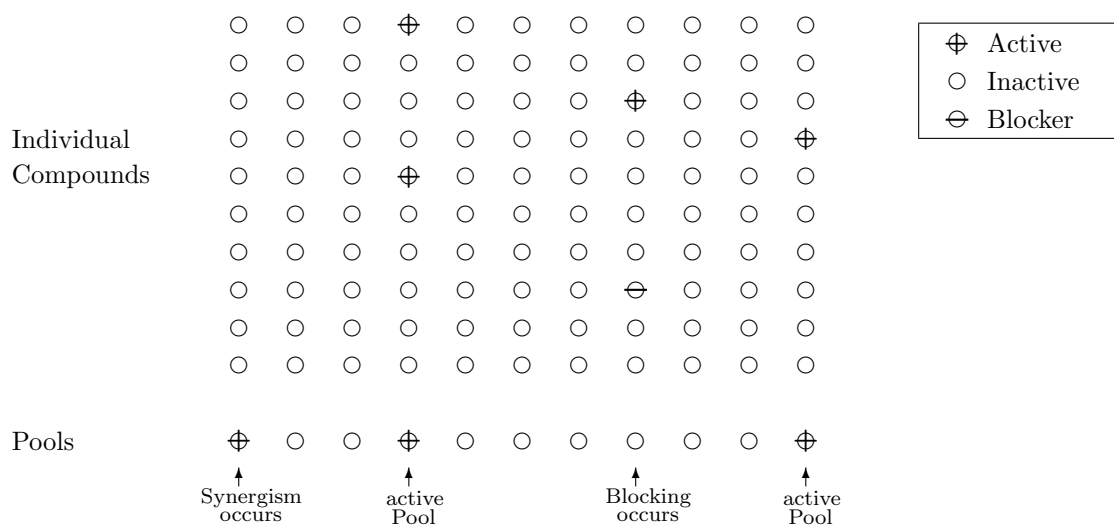 Active
Inactive
Blocker
Individual
Compounds
Pools
Synergism
occurs
active
Pool
Blocking
occurs
active
Pool